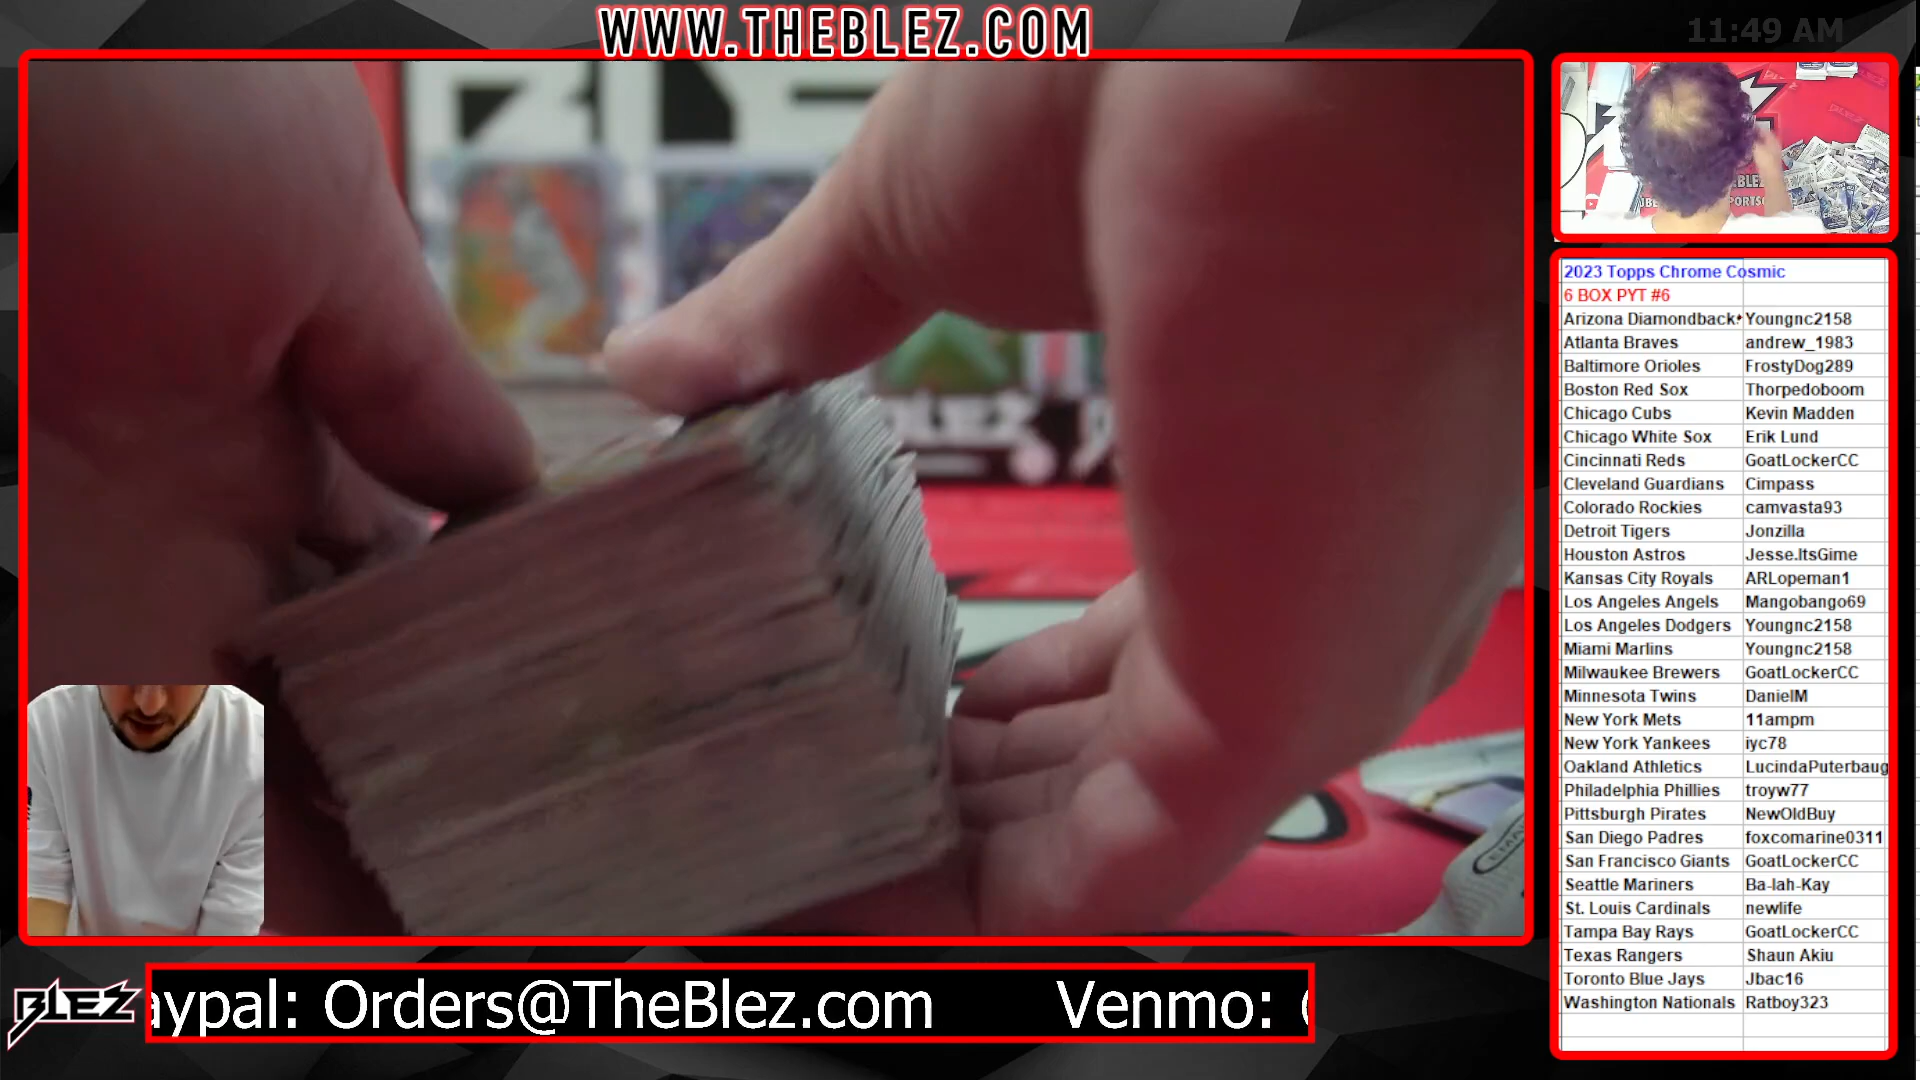 WWW.THEBLEZ.COM
11:49 AM
2023 Topps Chrome Cosmic
6 BOX PYT #6
Arizona Diamondback Youngnc2158
Atlanta Braves andrew_1983
Baltimore Orioles FrostyDog289
Boston Red Sox Thorpedoboom
Chicago Cubs Kevin Madden
Chicago White Sox Erik Lund
Cincinnati Reds GoatLockerCC
Cleveland Guardians Cimpass
Colorado Rockies camvasta93
Detroit Tigers Jonzilla
Houston Astros Jesse.ItsGime
Kansas City Royals ARLopeman1
Los Angeles Angels Mangobango69
Los Angeles Dodgers Youngnc2158
Miami Marlins Youngnc2158
Milwaukee Brewers GoatLockerCC
Minnesota Twins DanielM
New York Mets 11ampm
New York Yankees iyc78
Oakland Athletics LucindaPuterbaug
Philadelphia Phillies troyw77
Pittsburgh Pirates NewOldBuy
San Diego Padres foxcomarine0311
San Francisco Giants GoatLockerCC
Seattle Mariners Ba-lah-Kay
St. Louis Cardinals newlife
Tampa Bay Rays GoatLockerCC
Texas Rangers Shaun Akiu
Toronto Blue Jays Jbac16
Washington Nationals Ratboy323
BLEZ
aypal: Orders@TheBlez.com Venmo: